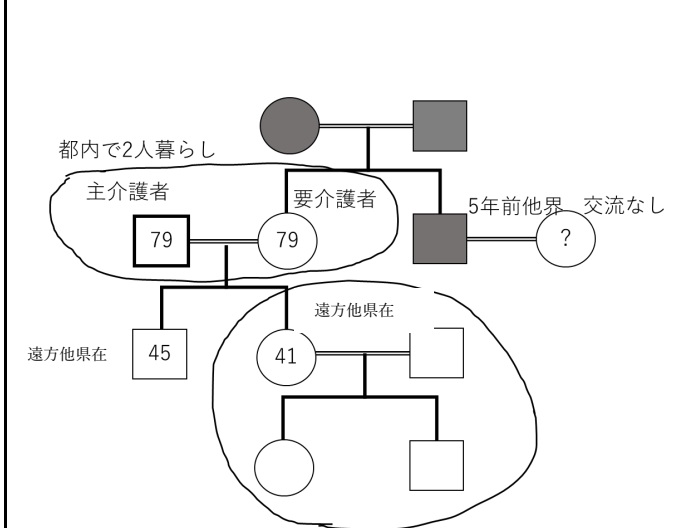 都内で2人暮らし
主介護者
要介護者
5年前他界 交流なし
79
79
?
遠方他県在
遠方他県在
45
41